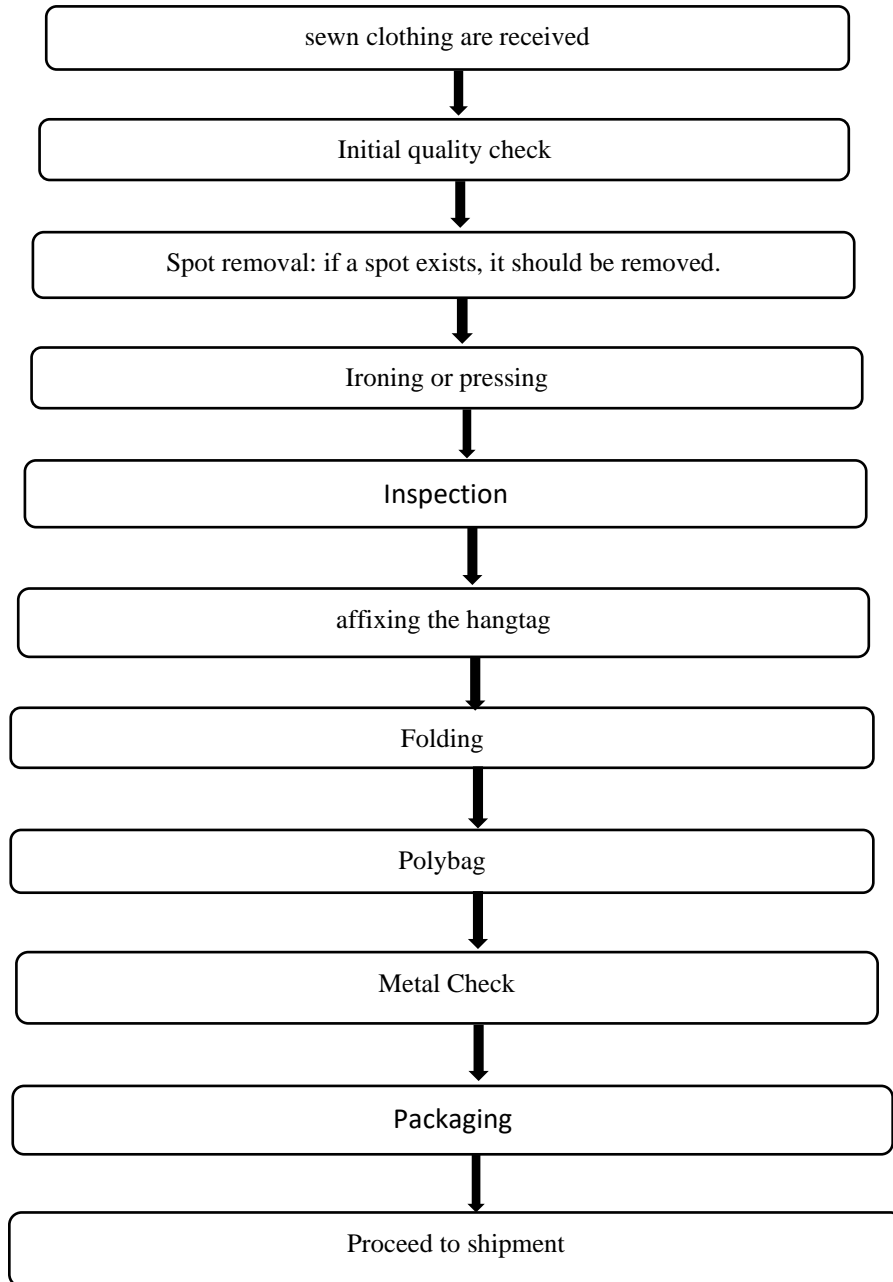 sewn clothing are received
Initial quality check
Spot removal: if a spot exists, it should be removed.
Ironing or pressing
Inspection
affixing the hangtag
Folding
Polybag
Metal Check
Packaging
Proceed to shipment